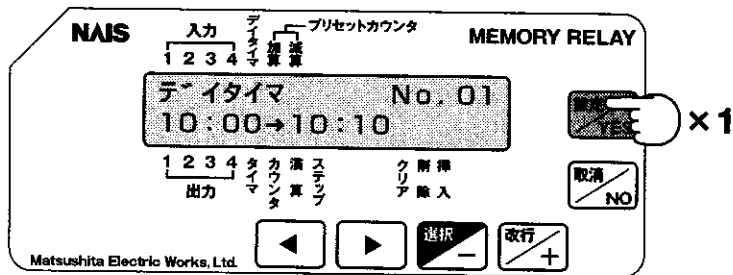 NAIS
入力
1 2 3 4
デイタイマ
プリセットカウンタ
加算
減算
MEMORY RELAY
デイタイマ No. 01
10:00→10:10
YES
×1
1 2 3 4
出力
タイマ
カウンタ
演算
ステップ
クリア
削除
挿入
取消
NO
◀
▶
選択
−
改行
+
Matsushita Electric Works, Ltd.